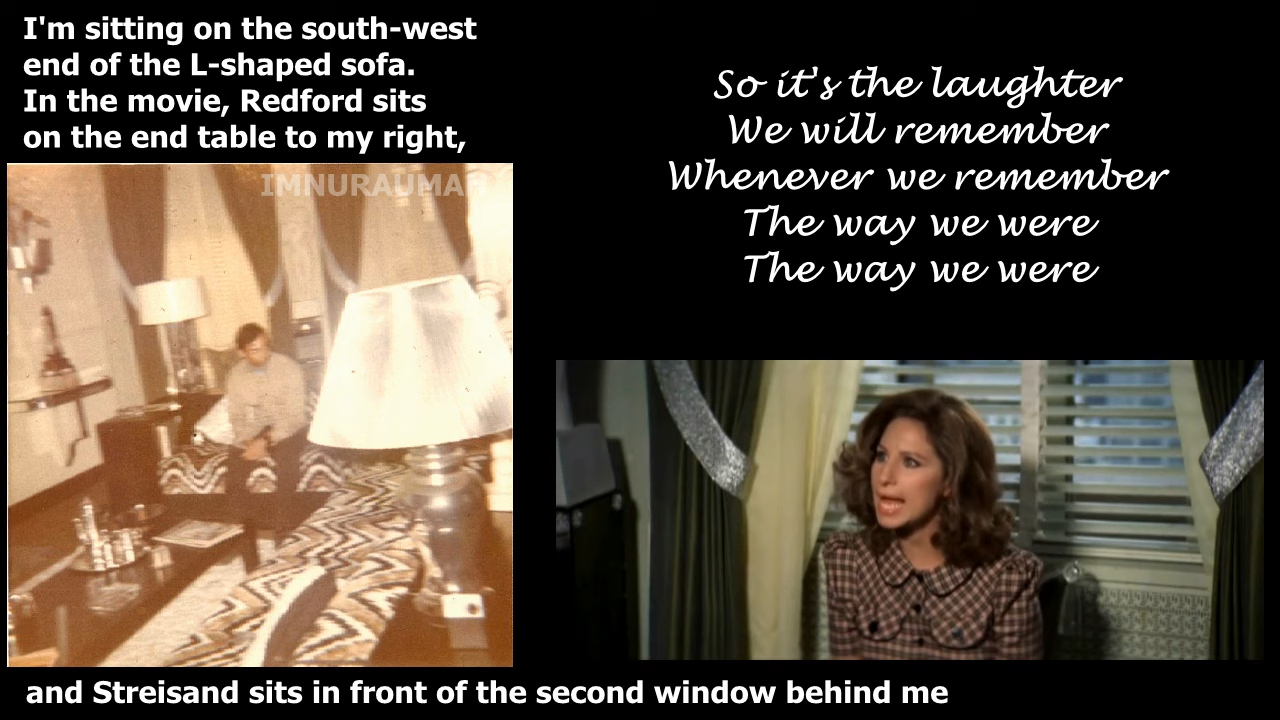 I'm sitting on the south-west
end of the L-shaped sofa.
In the movie, Redford sits
on the end table to my right,
So it's the laughter
We will remember
Whenever we remember
The way we were
The way we were
and Streisand sits in front of the second window behind me